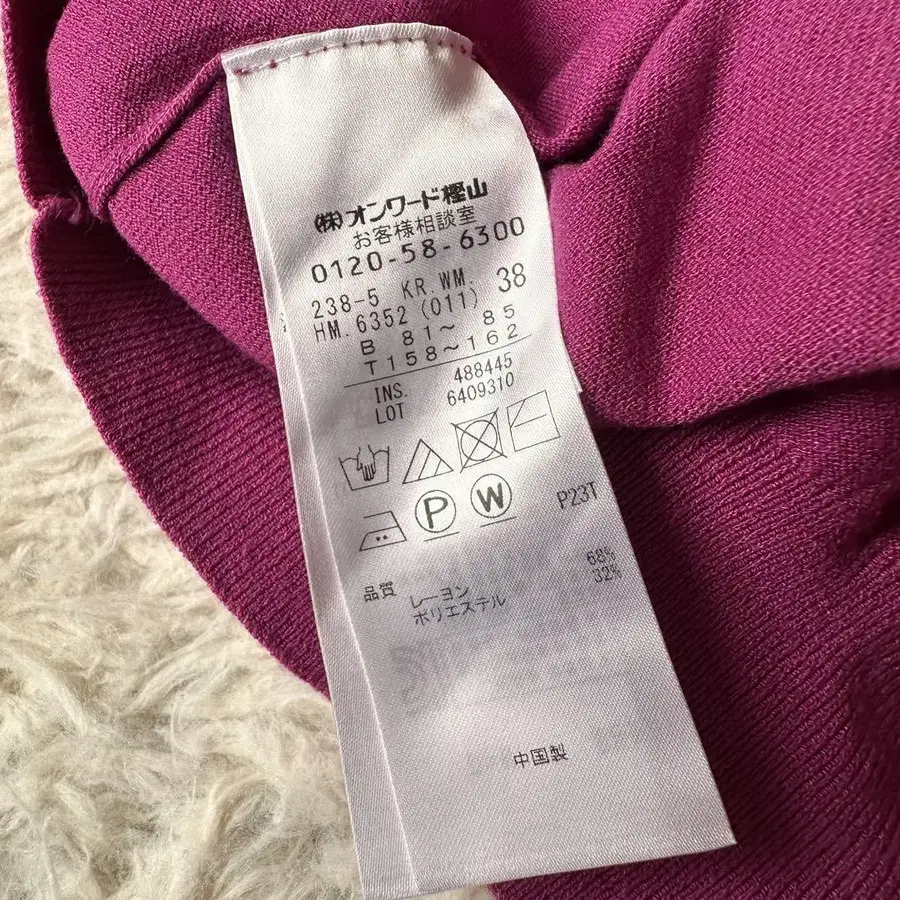 (株)オンワード樫山
お客様相談室
0120-58-6300
238-5 KR.WM. 38
HM.6352(011)
B 81～ 85
T158～162
INS. 488445
LOT 6409310
P W P23T
品質 レーヨン 68%
ポリエステル 32%
中国製